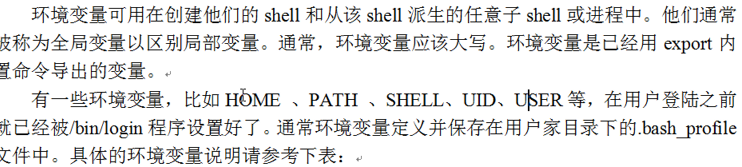 环境变量可用在创建他们的 shell 和从该 shell 派生的任意子 shell 或进程中。他们通常
被称为全局变量以区别局部变量。通常，环境变量应该大写。环境变量是已经用 export 内
置命令导出的变量。
有一些环境变量，比如 HOME 、PATH 、SHELL、UID、USER 等，在用户登陆之前
就已经被/bin/login 程序设置好了。通常环境变量定义并保存在用户家目录下的.bash_profile
文件中。具体的环境变量说明请参考下表：